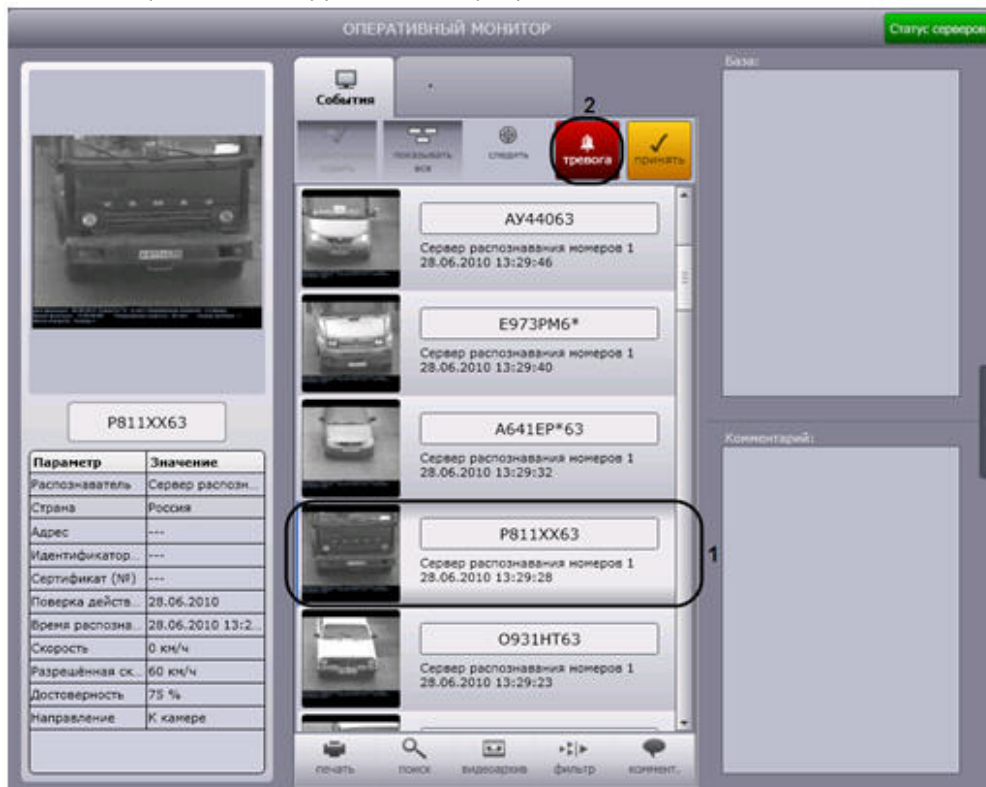 ОПЕРАТИВНЫЙ МОНИТОР
Статус серверов
P811XX63
Параметр Значение
Распознаватель Сервер распозн...
Страна Россия
Адрес ---
Идентификатор... ---
Сертификат (№) ---
Поверка действ... 28.06.2010
Время распозна... 28.06.2010 13:2...
Скорость 0 км/ч
Разрешённая ск... 60 км/ч
Достоверность 75 %
Направление К камере
События
2
показывать все
следить
тревога
принять
АУ44063
Сервер распознавания номеров 1
28.06.2010 13:29:46
E973PM6*
Сервер распознавания номеров 1
28.06.2010 13:29:40
A641EP*63
Сервер распознавания номеров 1
28.06.2010 13:29:32
P811XX63
Сервер распознавания номеров 1
28.06.2010 13:29:28
1
O931HT63
Сервер распознавания номеров 1
28.06.2010 13:29:23
печать
поиск
видеоархив
фильтр
коммент.
База:
Комментарий: